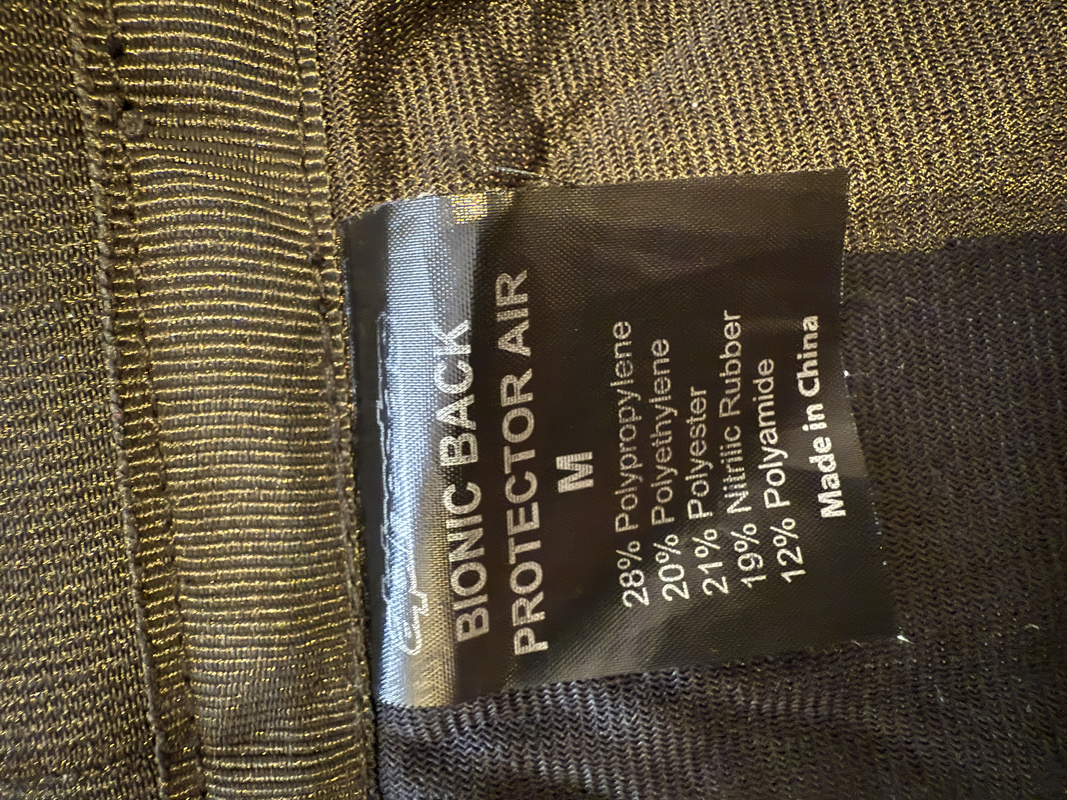 BIONIC BACK
PROTECTOR AIR
M
28% Polypropylene
20% Polyethylene
21% Polyester
19% Nitrilic Rubber
12% Polyamide
Made in China